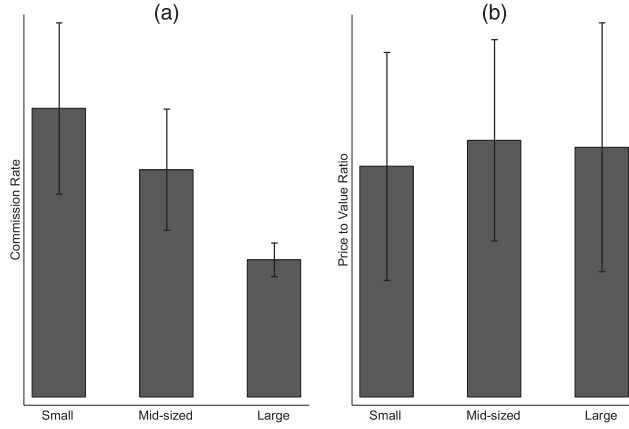 (a)
Commission Rate
Small Mid-sized Large
(b)
Price to Value Ratio
Small Mid-sized Large